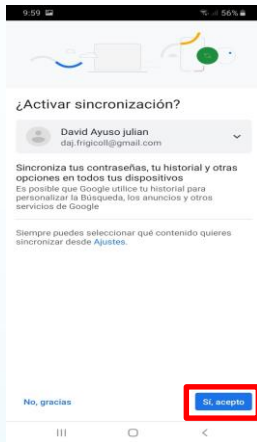 9:59 56%
¿Activar sincronización?
David Ayuso julian
daj.frigicoll@gmail.com
Sincroniza tus contraseñas, tu historial y otras
opciones en todos tus dispositivos
Es posible que Google utilice tu historial para
personalizar la Búsqueda, los anuncios y otros
servicios de Google
Siempre puedes seleccionar qué contenido quieres
sincronizar desde Ajustes.
No, gracias Sí, acepto